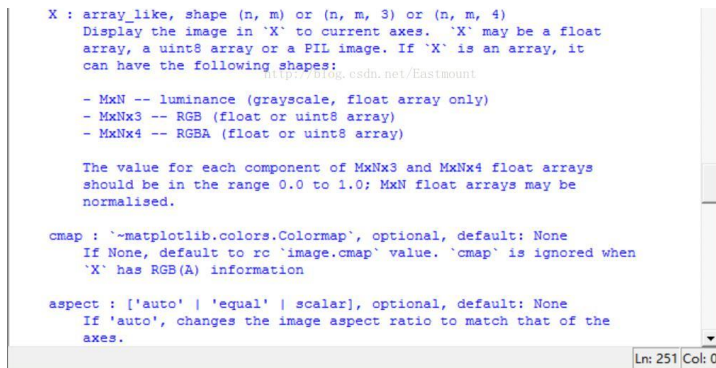 X : array_like, shape (n, m) or (n, m, 3) or (n, m, 4)
Display the image in `X` to current axes.  `X` may be a float
array, a uint8 array or a PIL image. If `X` is an array, it
can have the following shapes:
http://blog.csdn.net/Eastmount
- MxN -- luminance (grayscale, float array only)
- MxNx3 -- RGB (float or uint8 array)
- MxNx4 -- RGBA (float or uint8 array)
The value for each component of MxNx3 and MxNx4 float arrays
should be in the range 0.0 to 1.0; MxN float arrays may be
normalised.
cmap : `~matplotlib.colors.Colormap`, optional, default: None
If None, default to rc `image.cmap` value. `cmap` is ignored when
`X` has RGB(A) information
aspect : ['auto' | 'equal' | scalar], optional, default: None
If 'auto', changes the image aspect ratio to match that of the
axes.
Ln: 251 Col: 0